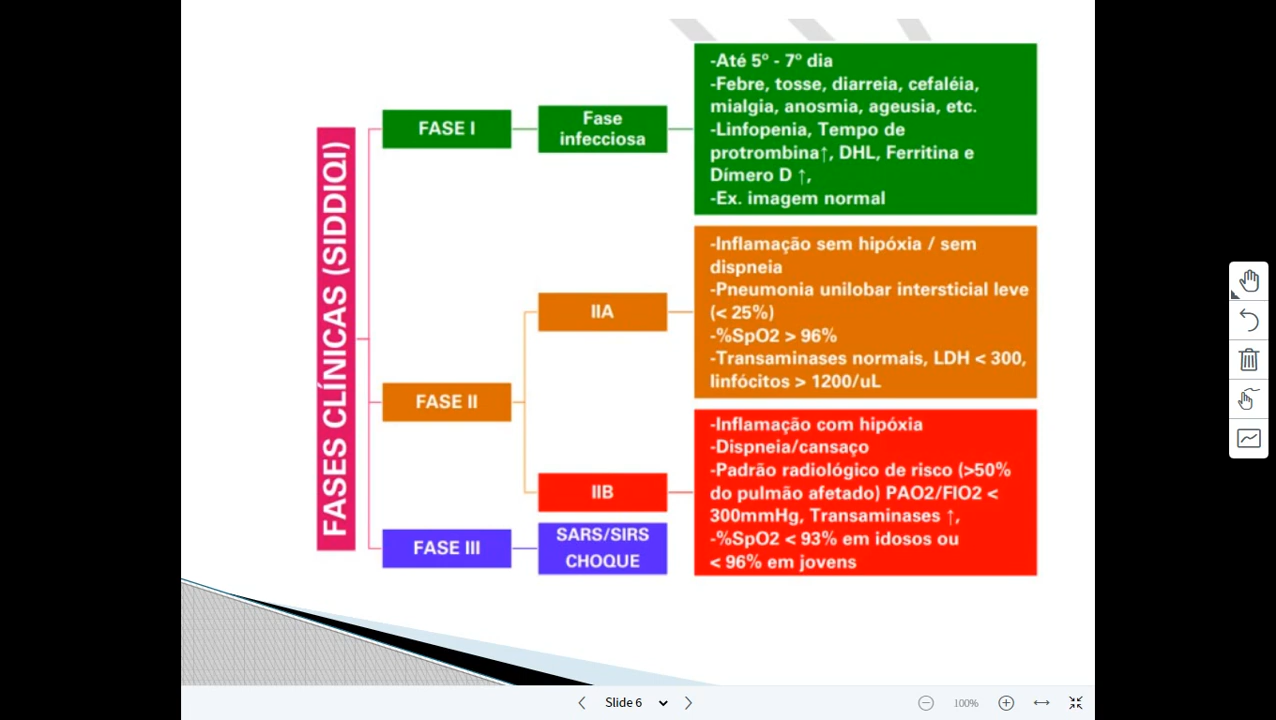 FASES CLÍNICAS (SIDDIQI)
FASE I
Fase
infecciosa
-Até 5º - 7º dia
-Febre, tosse, diarreia, cefaléia,
mialgia, anosmia, ageusia, etc.
-Linfopenia, Tempo de
protrombina↑, DHL, Ferritina e
Dímero D ↑,
-Ex. imagem normal
FASE II
IIA
-Inflamação sem hipóxia / sem
dispneia
-Pneumonia unilobar intersticial leve
(< 25%)
-%SpO2 > 96%
-Transaminases normais, LDH < 300,
linfócitos > 1200/uL
IIB
-Inflamação com hipóxia
-Dispneia/cansaço
-Padrão radiológico de risco (>50%
do pulmão afetado) PAO2/FIO2 <
300mmHg, Transaminases ↑,
-%SpO2 < 93% em idosos ou
< 96% em jovens
FASE III
SARS/SIRS
CHOQUE
Slide 6
100%